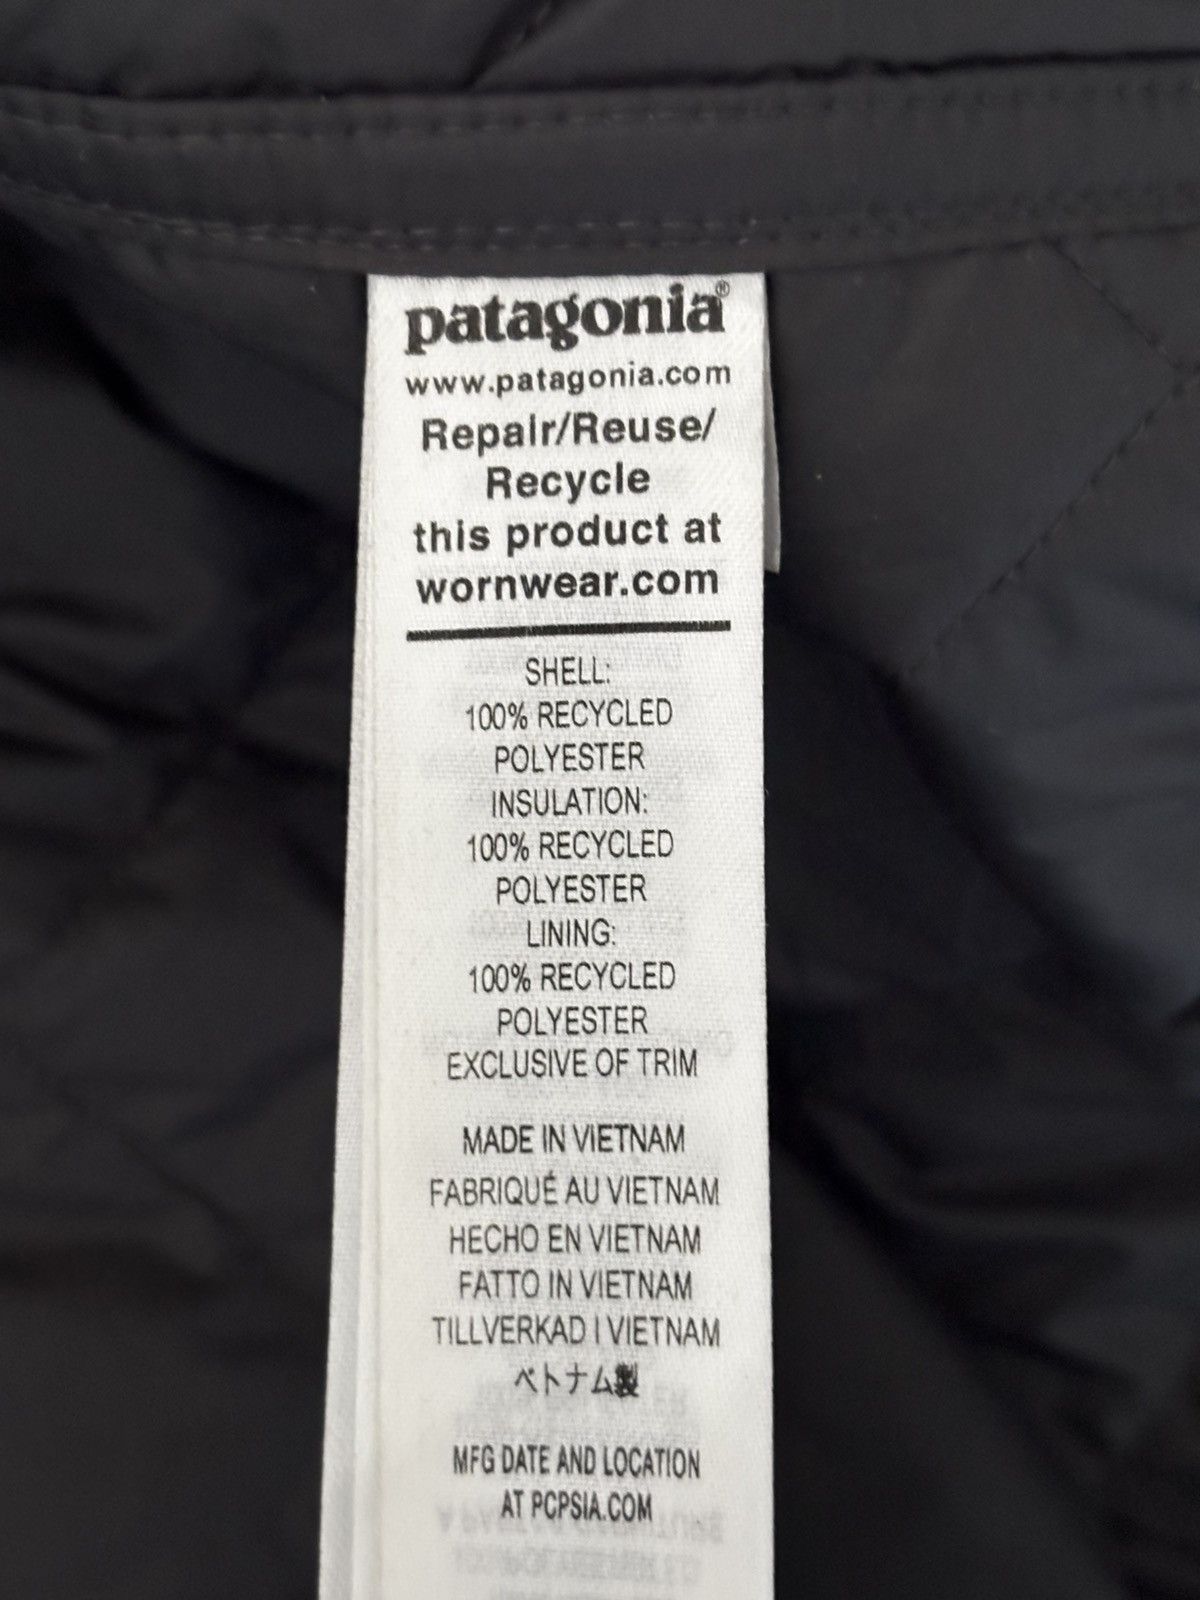 patagonia®
www.patagonia.com
Repair/Reuse/
Recycle
this product at
wornwear.com
SHELL:
100% RECYCLED
POLYESTER
INSULATION:
100% RECYCLED
POLYESTER
LINING:
100% RECYCLED
POLYESTER
EXCLUSIVE OF TRIM
MADE IN VIETNAM
FABRIQUÉ AU VIETNAM
HECHO EN VIETNAM
FATTO IN VIETNAM
TILLVERKAD I VIETNAM
ベトナム製
MFG DATE AND LOCATION
AT PCPSIA.COM